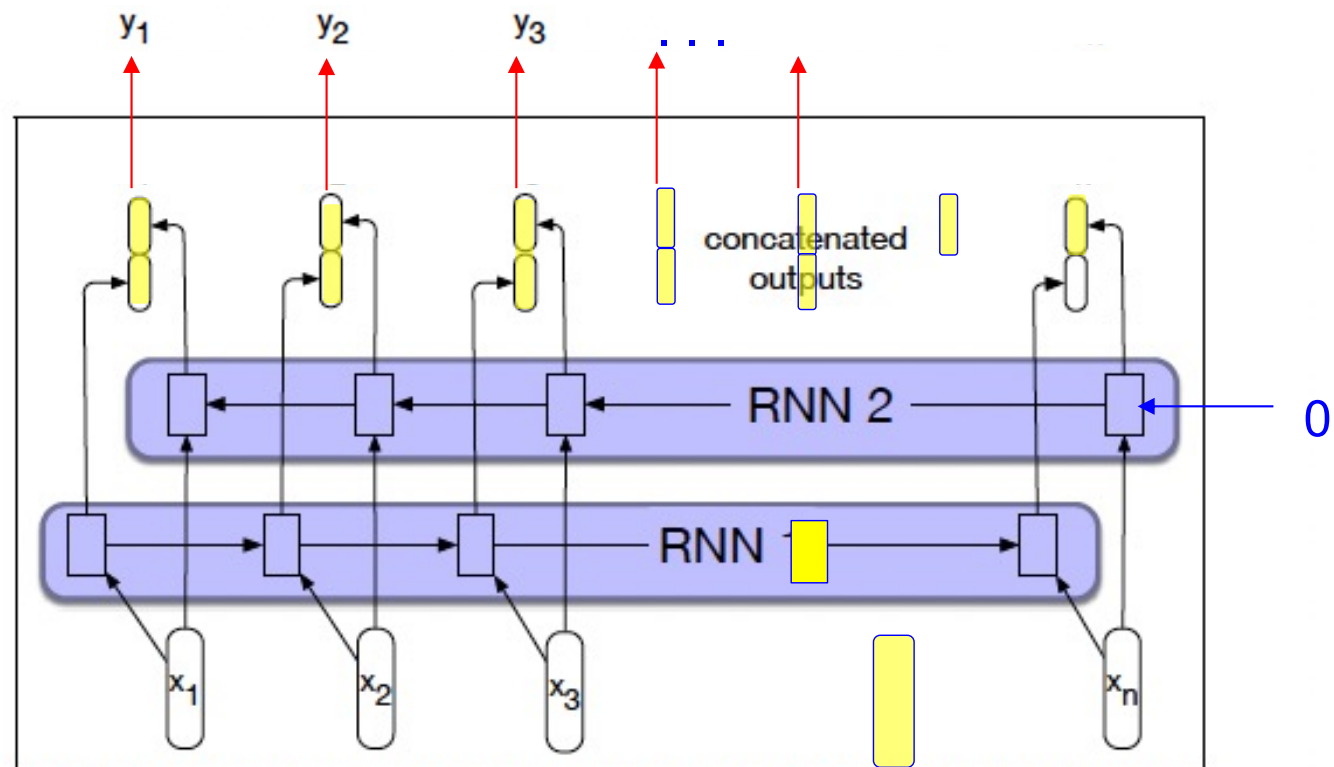 y1 y2 y3 . . .
concatenated
outputs
RNN 2
0
RNN
x1 x2 x3 xn